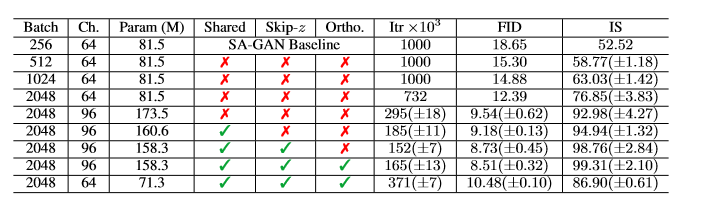 Batch Ch. Param (M) Shared Skip-z Ortho. Itr ×10³ FID IS
256 64 81.5 SA-GAN Baseline 1000 18.65 52.52
512 64 81.5 ✗ ✗ ✗ 1000 15.30 58.77(±1.18)
1024 64 81.5 ✗ ✗ ✗ 1000 14.88 63.03(±1.42)
2048 64 81.5 ✗ ✗ ✗ 732 12.39 76.85(±3.83)
2048 96 173.5 ✗ ✗ ✗ 295(±18) 9.54(±0.62) 92.98(±4.27)
2048 96 160.6 ✓ ✗ ✗ 185(±11) 9.18(±0.13) 94.94(±1.32)
2048 96 158.3 ✓ ✓ ✗ 152(±7) 8.73(±0.45) 98.76(±2.84)
2048 96 158.3 ✓ ✓ ✓ 165(±13) 8.51(±0.32) 99.31(±2.10)
2048 64 71.3 ✓ ✓ ✓ 371(±7) 10.48(±0.10) 86.90(±0.61)